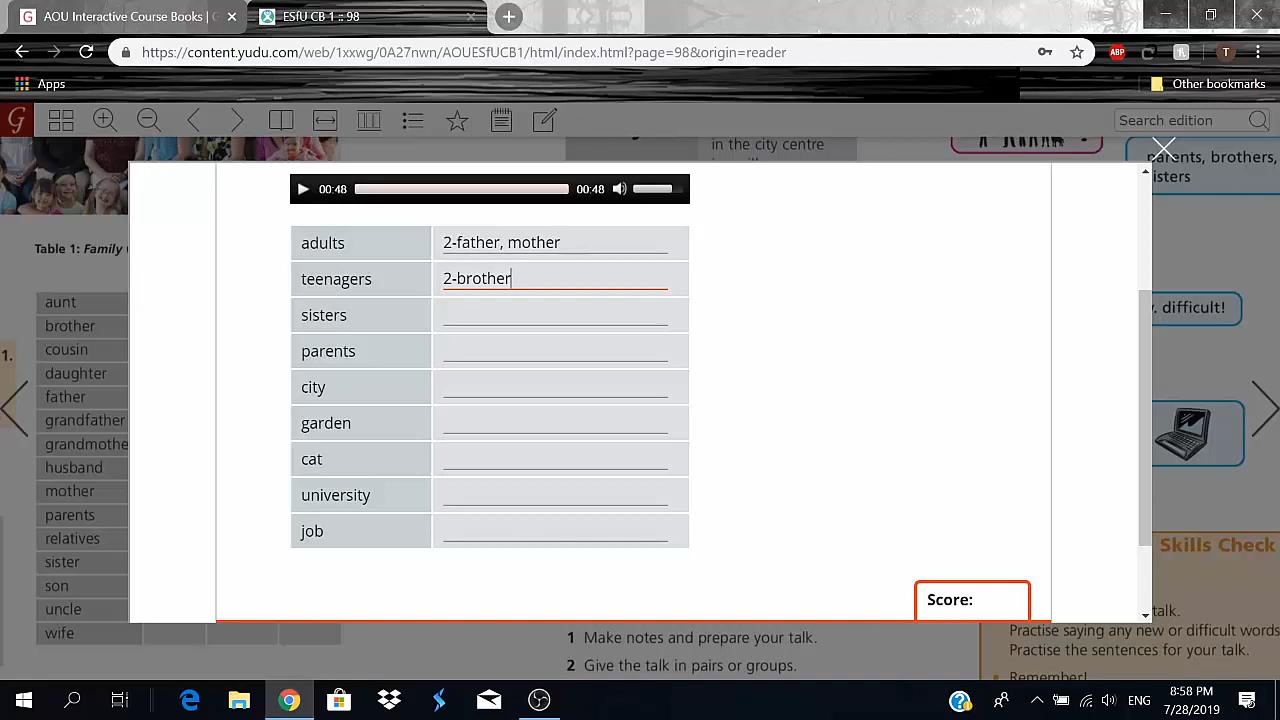 AOU Interactive Course Books | G
ESfU CB 1 :: 98
https://content.yudu.com/web/1xxwg/0A27nwn/AOUESfUCB1/html/index.html?page=98&origin=reader
ABP
T
Apps
Other bookmarks
G
Search edition
in the city centre
parents, brothers,
sisters
00:48
00:48
Table 1: Family
adults 2-father, mother
teenagers 2-brother
sisters
parents
city
garden
cat
university
job
aunt
brother
cousin
daughter
father
grandfather
grandmothe
husband
mother
parents
relatives
sister
son
uncle
wife
1.
. difficult!
Score:
Skills Check
1 Make notes and prepare your talk.
2 Give the talk in pairs or groups.
talk.
Practise saying any new or difficult words
Practise the sentences for your talk.
Remember!
ENG
8:58 PM
7/28/2019